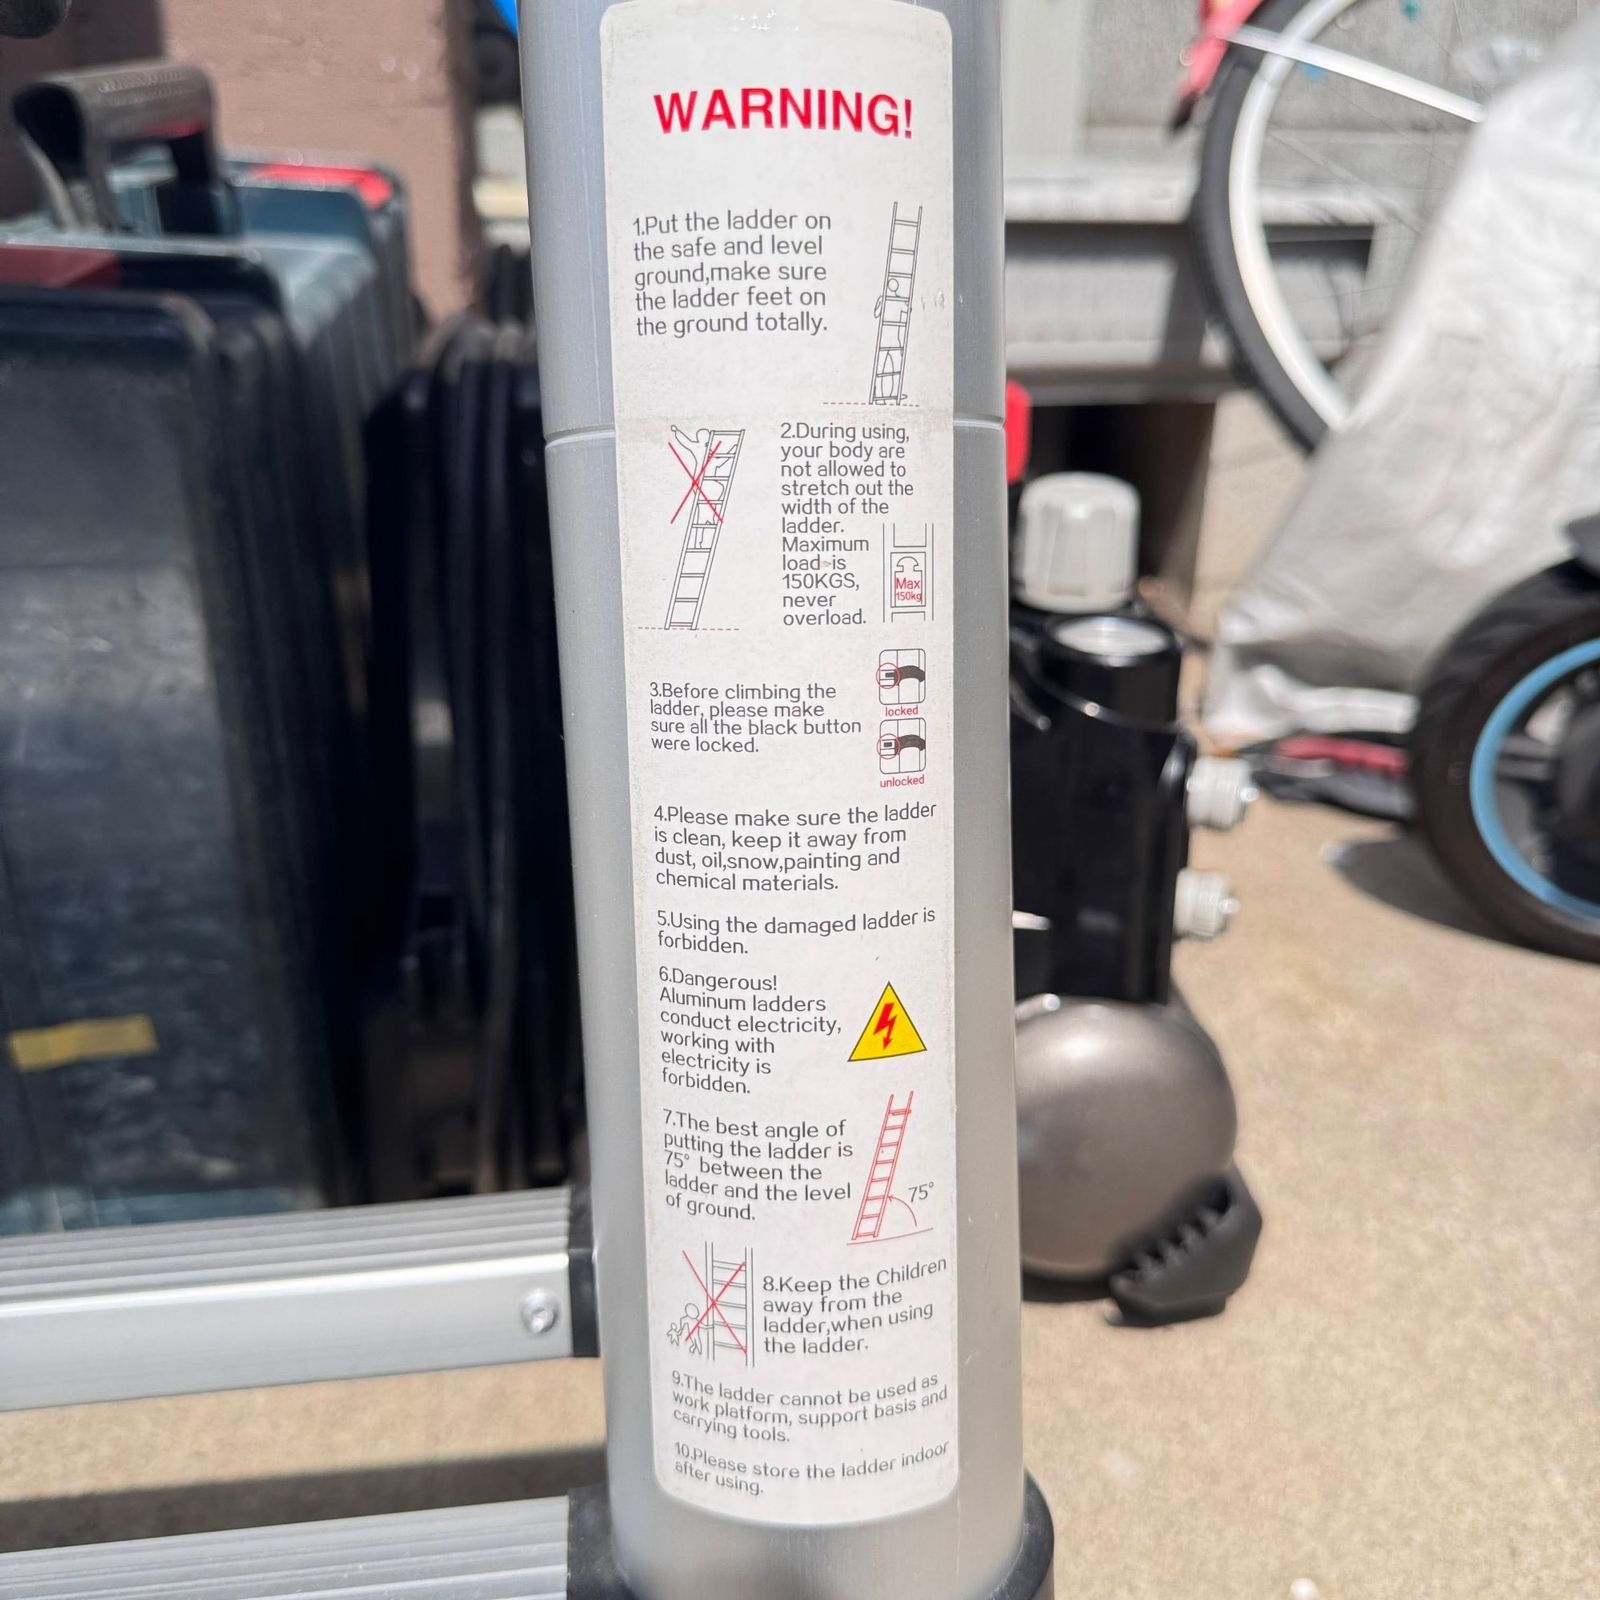 WARNING!
1.Put the ladder on
the safe and level
ground,make sure
the ladder feet on
the ground totally.
2.During using,
your body are
not allowed to
stretch out the
width of the
ladder.
Maximum
load is
150KGS,
never
overload.
Max
150kg
3.Before climbing the
ladder, please make
sure all the black button
were locked.
locked
unlocked
4.Please make sure the ladder
is clean, keep it away from
dust, oil,snow,painting and
chemical materials.
5.Using the damaged ladder is
forbidden.
6.Dangerous!
Aluminum ladders
conduct electricity,
working with
electricity is
forbidden.
7.The best angle of
putting the ladder is
75° between the
ladder and the level
of ground.
75°
8.Keep the Children
away from the
ladder,when using
the ladder.
9.The ladder cannot be used as
work platform, support basis and
carrying tools.
10.Please store the ladder indoor
after using.